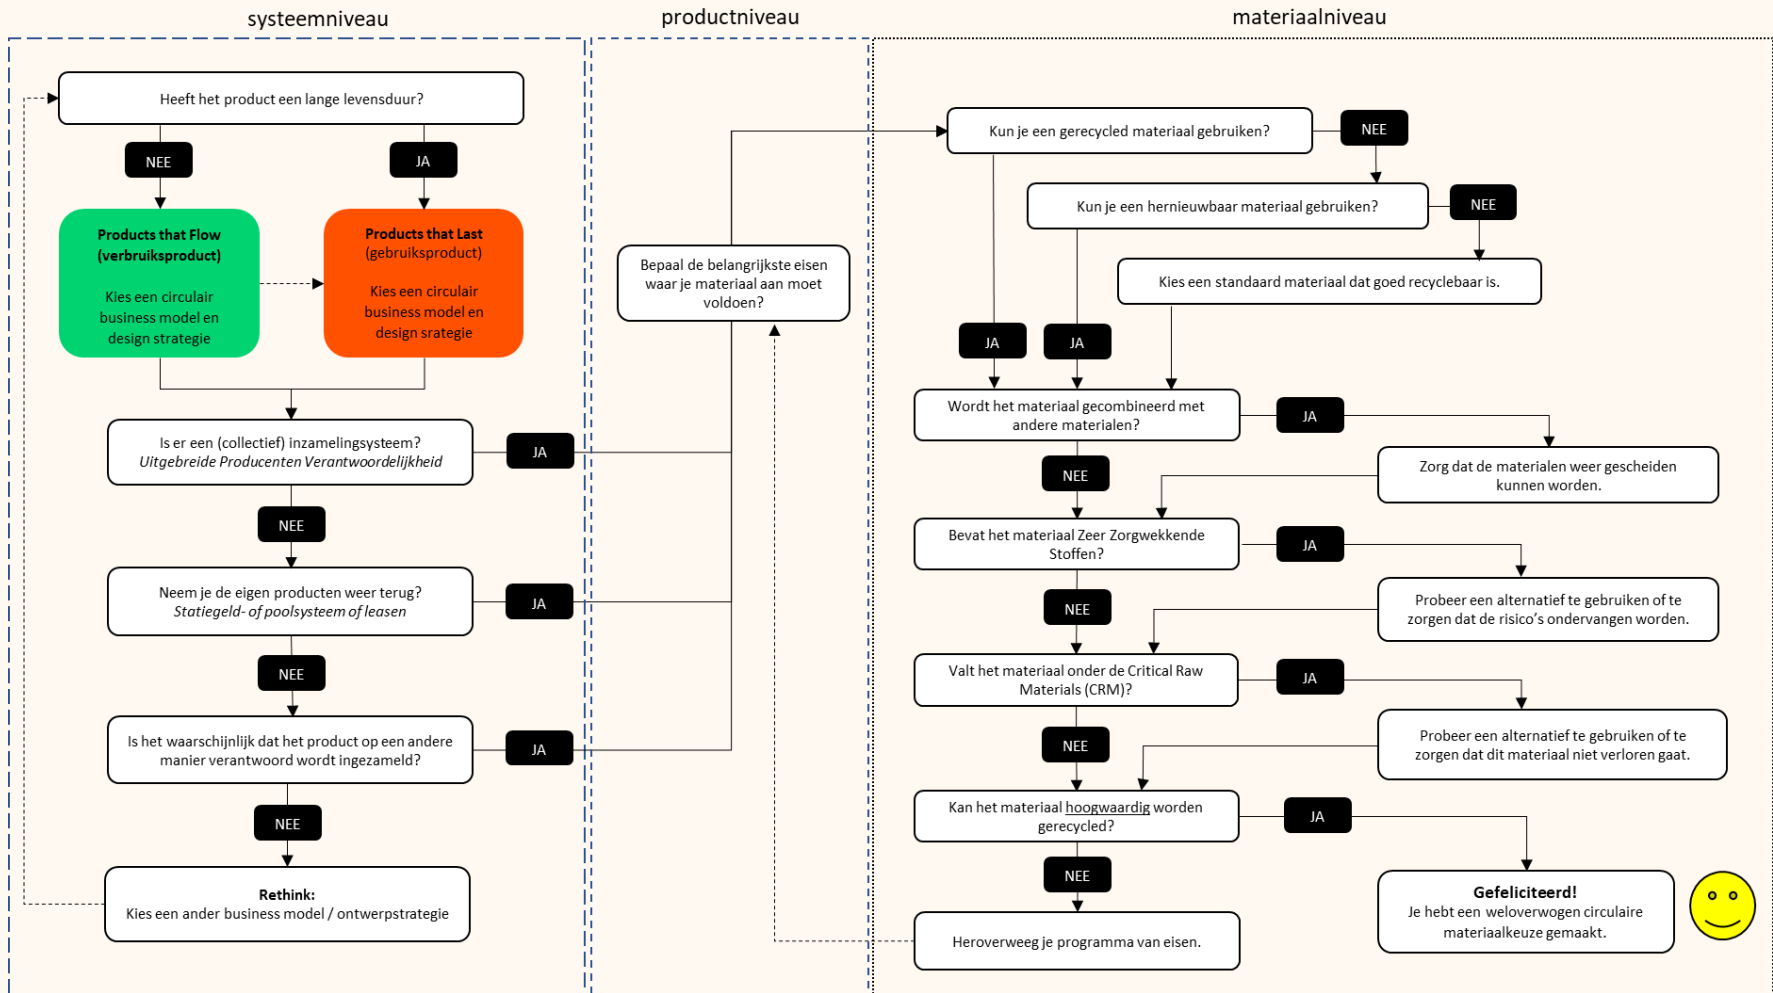 systeemniveau
productniveau
materiaalniveau
Heeft het product een lange levensduur?
NEE
JA
Products that Flow
(verbruiksproduct)
Kies een circulair
business model en
design strategie
Products that Last
(gebruiksproduct)
Kies een circulair
business model en
design srategie
Is er een (collectief) inzamelingsysteem?
Uitgebreide Producenten Verantwoordelijkheid
JA
NEE
Neem je de eigen producten weer terug?
Statiegeld- of poolsysteem of leasen
JA
NEE
Is het waarschijnlijk dat het product op een andere
manier verantwoord wordt ingezameld?
JA
NEE
Rethink:
Kies een ander business model / ontwerpstrategie
Bepaal de belangrijkste eisen
waar je materiaal aan moet
voldoen?
Kun je een gerecycled materiaal gebruiken?
NEE
Kun je een hernieuwbaar materiaal gebruiken?
NEE
Kies een standaard materiaal dat goed recyclebaar is.
JA
JA
Wordt het materiaal gecombineerd met
andere materialen?
JA
Zorg dat de materialen weer gescheiden
kunnen worden.
NEE
Bevat het materiaal Zeer Zorgwekkende
Stoffen?
JA
Probeer een alternatief te gebruiken of te
zorgen dat de risico's ondervangen worden.
NEE
Valt het materiaal onder de Critical Raw
Materials (CRM)?
JA
Probeer een alternatief te gebruiken of te
zorgen dat dit materiaal niet verloren gaat.
NEE
Kan het materiaal hoogwaardig worden
gerecycled?
JA
NEE
Gefeliciteerd!
Je hebt een weloverwogen circulaire
materiaalkeuze gemaakt.
Heroverweeg je programma van eisen.